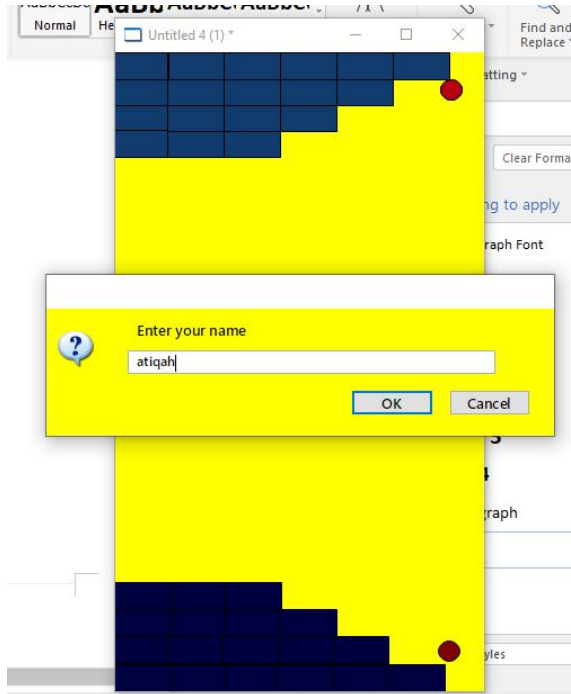 Normal
Find and
Replace
Untitled 4 (1) *
Clear Forma
ng to apply
raph Font
Enter your name
atiqah
OK
Cancel
raph
yles